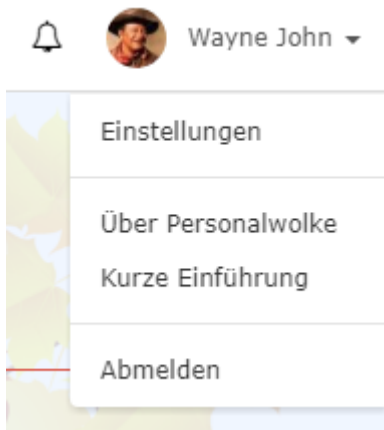 Wayne John
Einstellungen
Über Personalwolke
Kurze Einführung
Abmelden